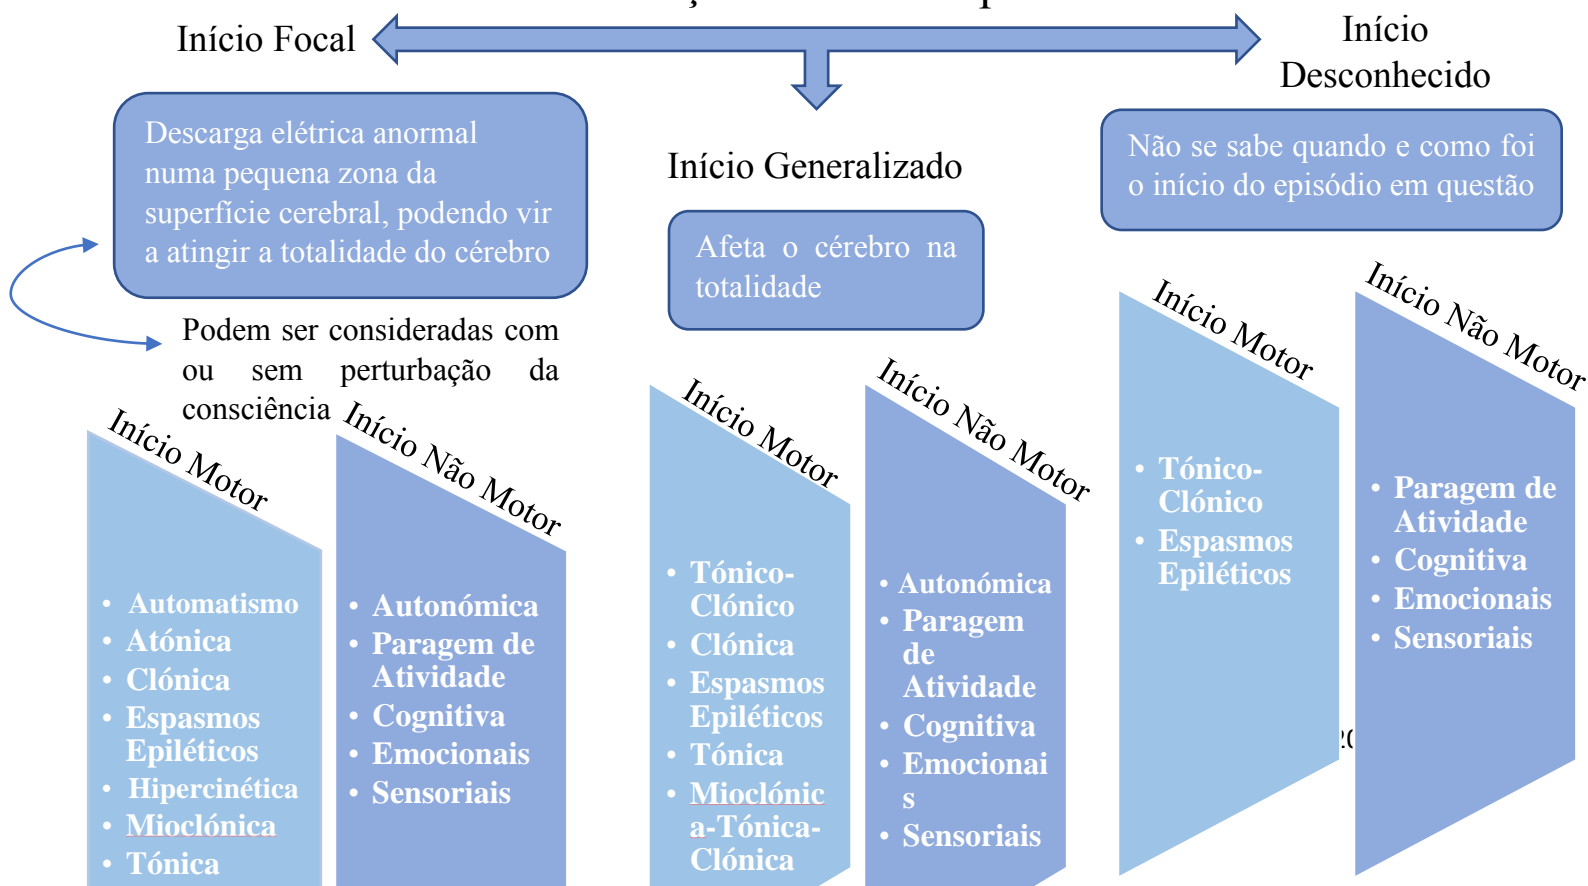 Início Focal
Início
Desconhecido
Descarga elétrica anormal
numa pequena zona da
superfície cerebral, podendo vir
a atingir a totalidade do cérebro
Podem ser consideradas com
ou sem perturbação da
consciência
Início Motor
• Automatismo
• Atónica
• Clónica
• Espasmos
Epiléticos
• Hipercinética
• Mioclónica
• Tónica
Início Não Motor
• Autonómica
• Paragem de
Atividade
• Cognitiva
• Emocionais
• Sensoriais
Início Generalizado
Afeta o cérebro na
totalidade
Início Motor
• Tónico-
Clónico
• Clónica
• Espasmos
Epiléticos
• Tónica
• Mioclónic
a-Tónica-
Clónica
Início Não Motor
• Autonómica
• Paragem
de
Atividade
• Cognitiva
• Emocionai
s
• Sensoriais
Não se sabe quando e como foi
o início do episódio em questão
Início Motor
• Tónico-
Clónico
• Espasmos
Epiléticos
Início Não Motor
• Paragem de
Atividade
• Cognitiva
• Emocionais
• Sensoriais